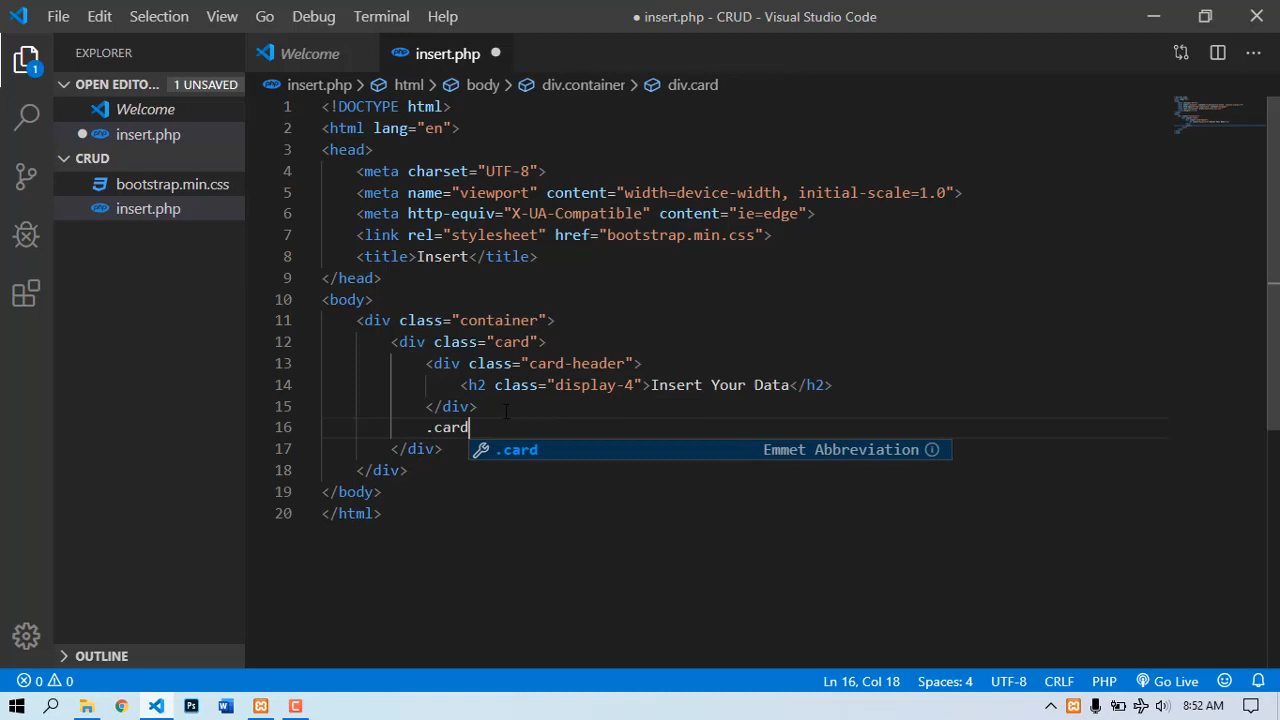 File Edit Selection View Go Debug Terminal Help
● insert.php - CRUD - Visual Studio Code
EXPLORER
Welcome
insert.php
OPEN EDITO... 1 UNSAVED
Welcome
insert.php
CRUD
bootstrap.min.css
insert.php
OUTLINE
1
insert.php > html > body > div.container > div.card
1 <!DOCTYPE html>
2 <html lang="en">
3 <head>
4 <meta charset="UTF-8">
5 <meta name="viewport" content="width=device-width, initial-scale=1.0">
6 <meta http-equiv="X-UA-Compatible" content="ie=edge">
7 <link rel="stylesheet" href="bootstrap.min.css">
8 <title>Insert</title>
9 </head>
10 <body>
11 <div class="container">
12 <div class="card">
13 <div class="card-header">
14 <h2 class="display-4">Insert Your Data</h2>
15 </div>
16 .card
.card Emmet Abbreviation
17 </div>
18 </div>
19 </body>
20 </html>
0 0
Ln 16, Col 18 Spaces: 4 UTF-8 CRLF PHP Go Live
8:52 AM